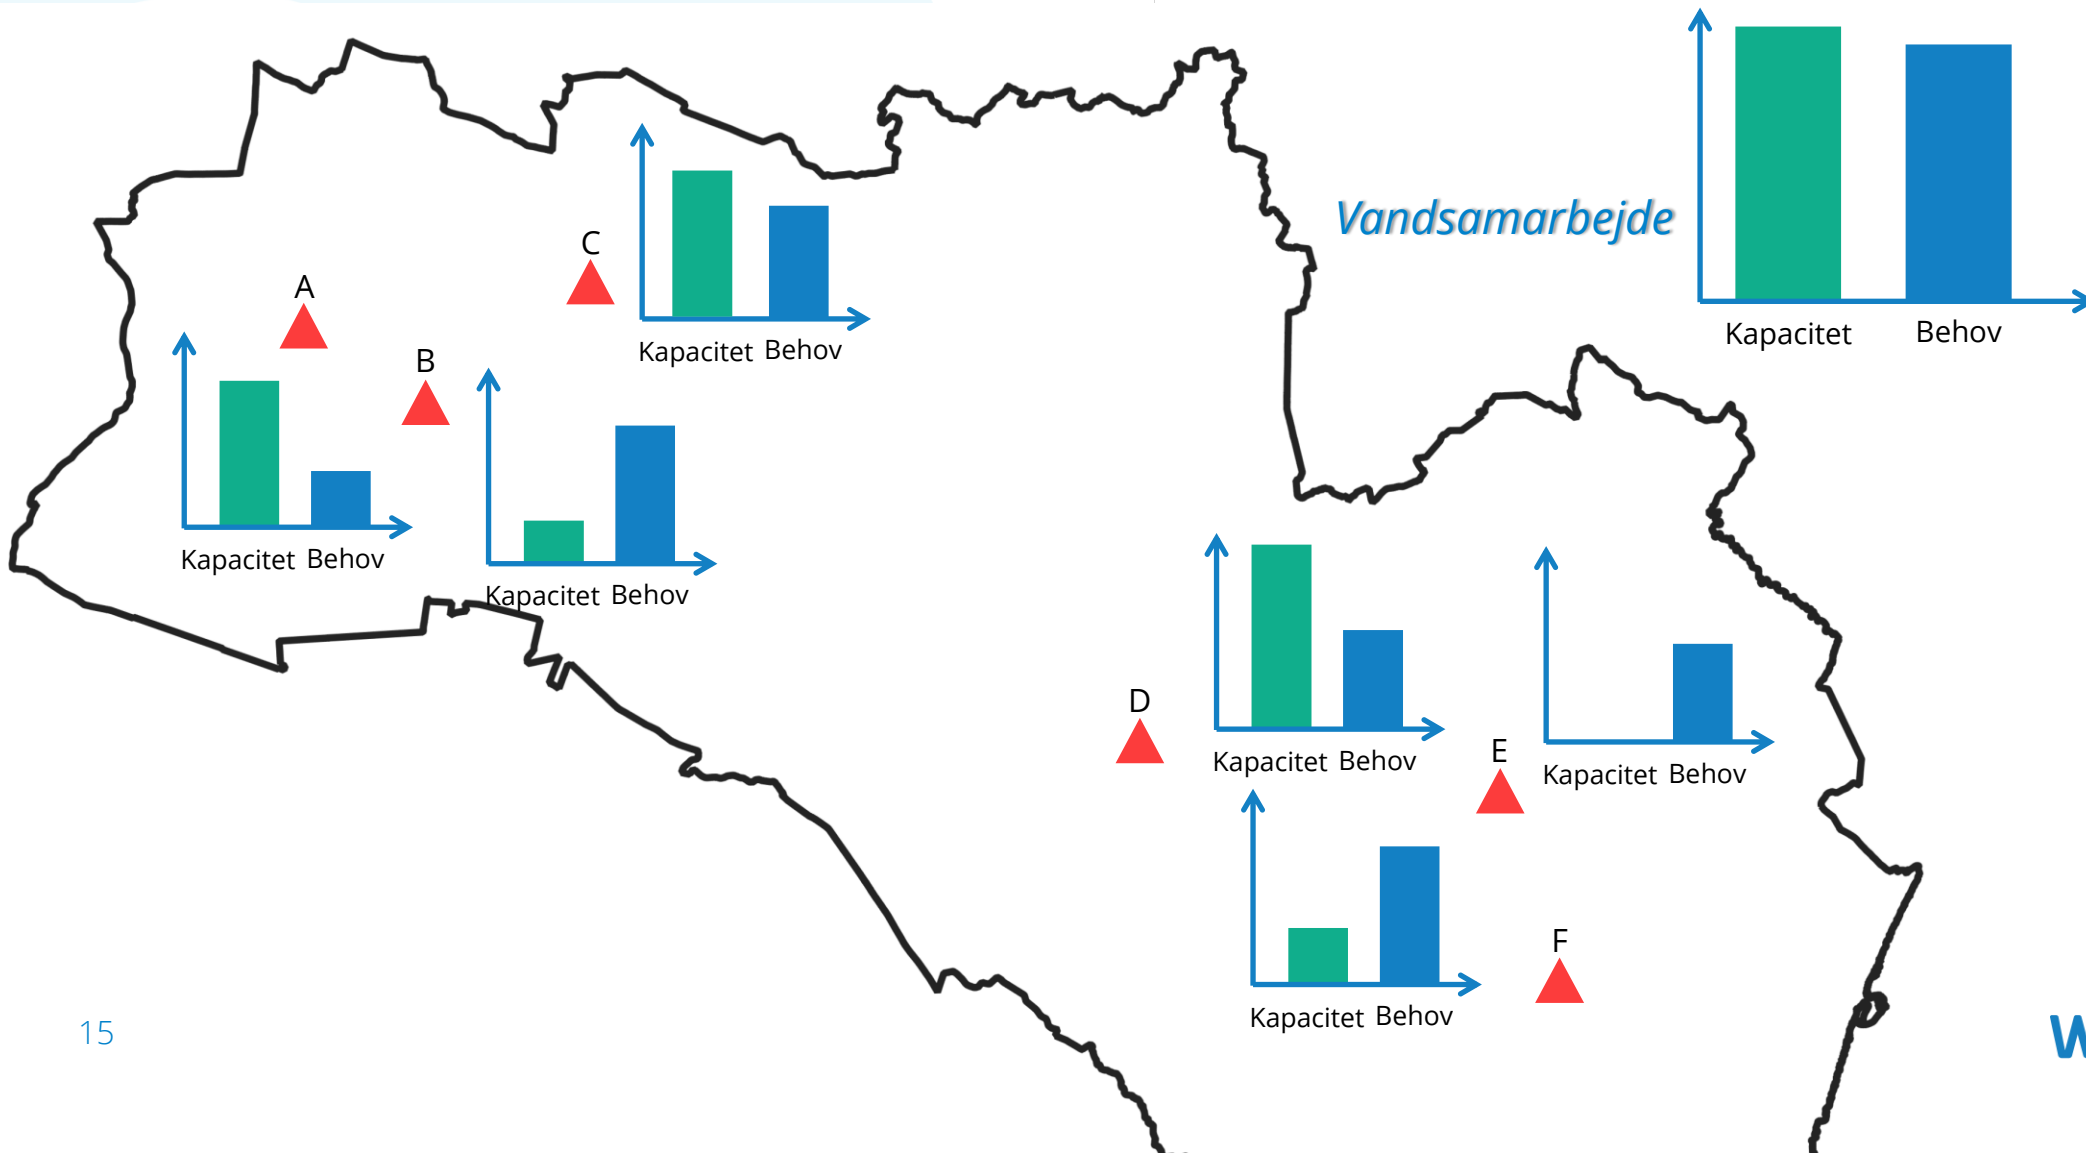 Vandsamarbejde
Kapacitet Behov
C
Kapacitet Behov
A
Kapacitet Behov
B
Kapacitet Behov
D
Kapacitet Behov
E
Kapacitet Behov
F
Kapacitet Behov
15